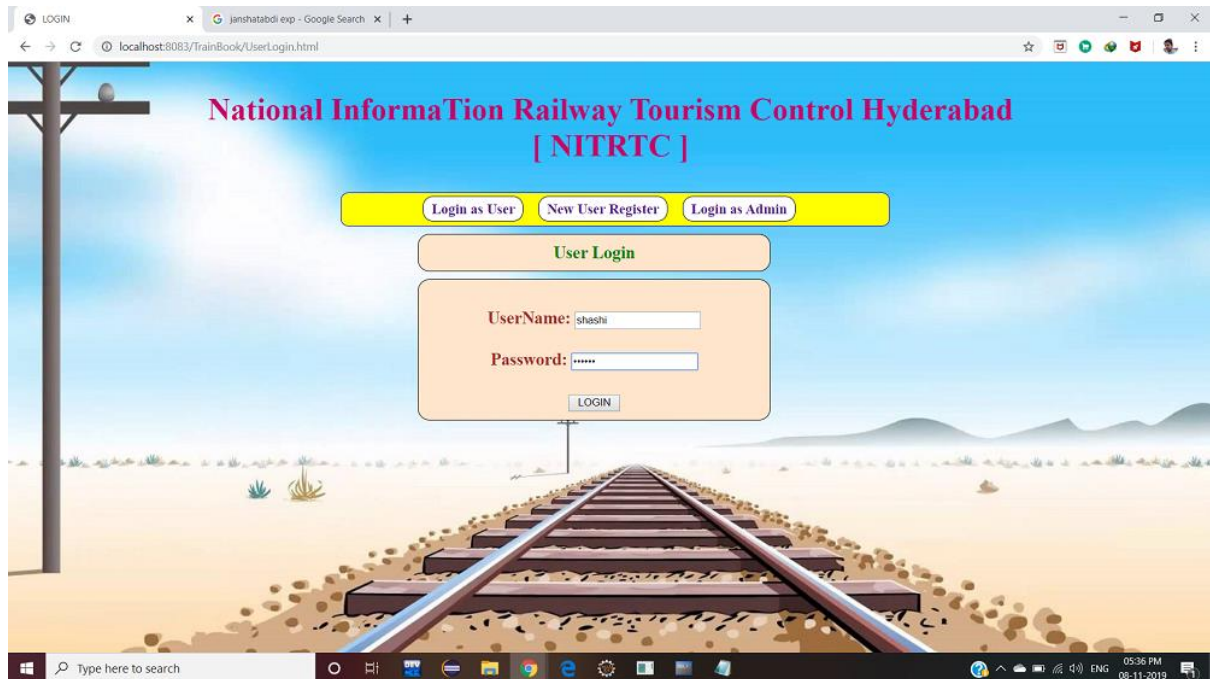 LOGIN
janshatabdi exp - Google Search
localhost:8083/TrainBook/UserLogin.html
National InformaTion Railway Tourism Control Hyderabad
[ NITRTC ]
Login as User New User Register Login as Admin
User Login
UserName: shashi
Password: ••••••
LOGIN
Type here to search
DEV
ENG
05:36 PM
08-11-2019